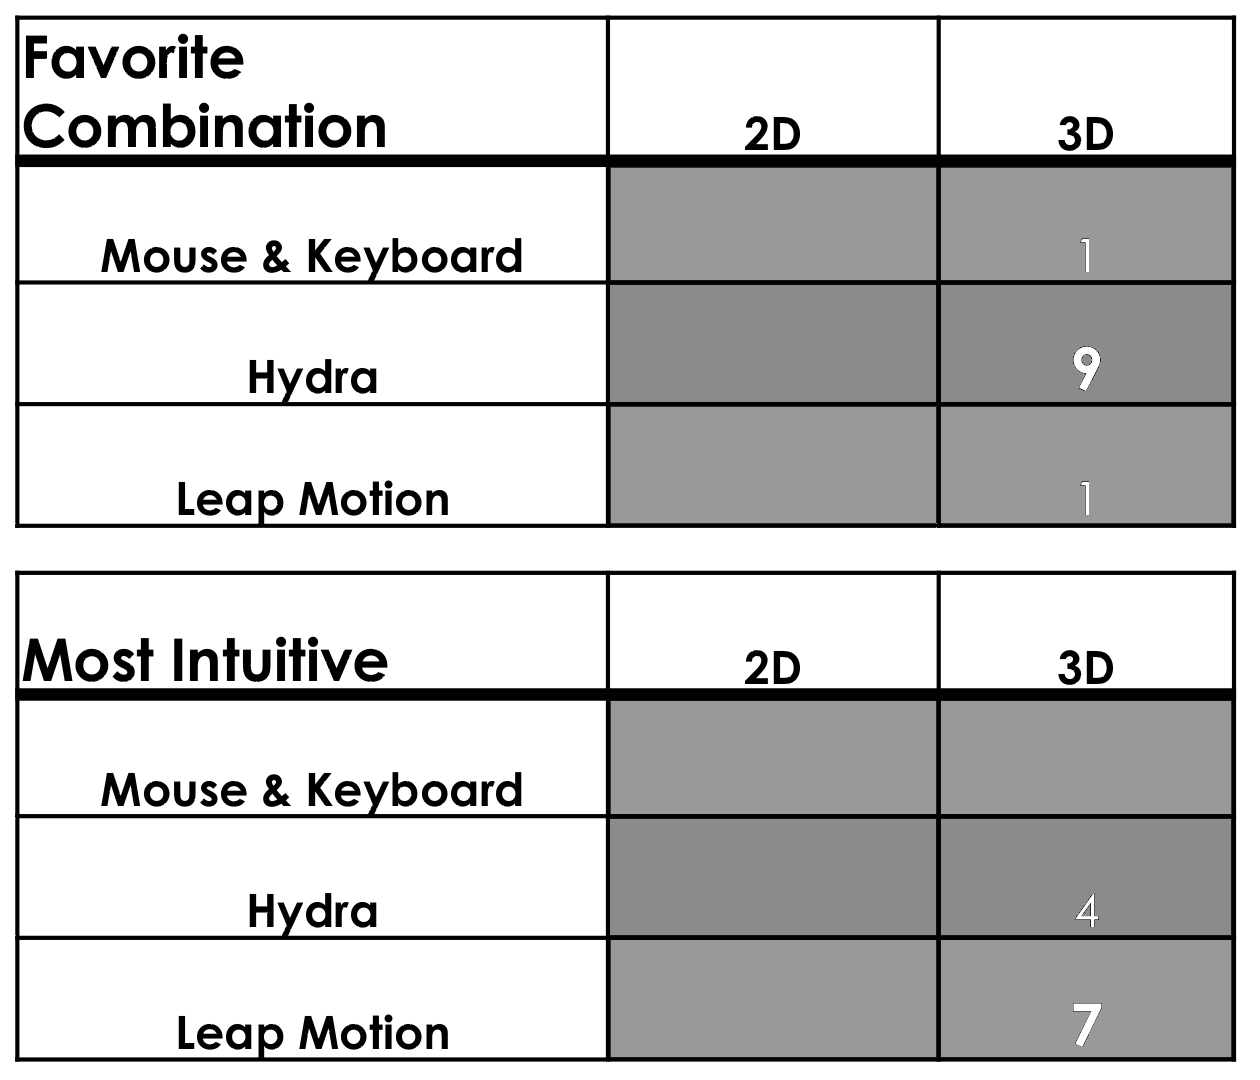 Favorite
Combination 2D 3D
Mouse & Keyboard 1
Hydra 9
Leap Motion 1
Most Intuitive 2D 3D
Mouse & Keyboard
Hydra 4
Leap Motion 7